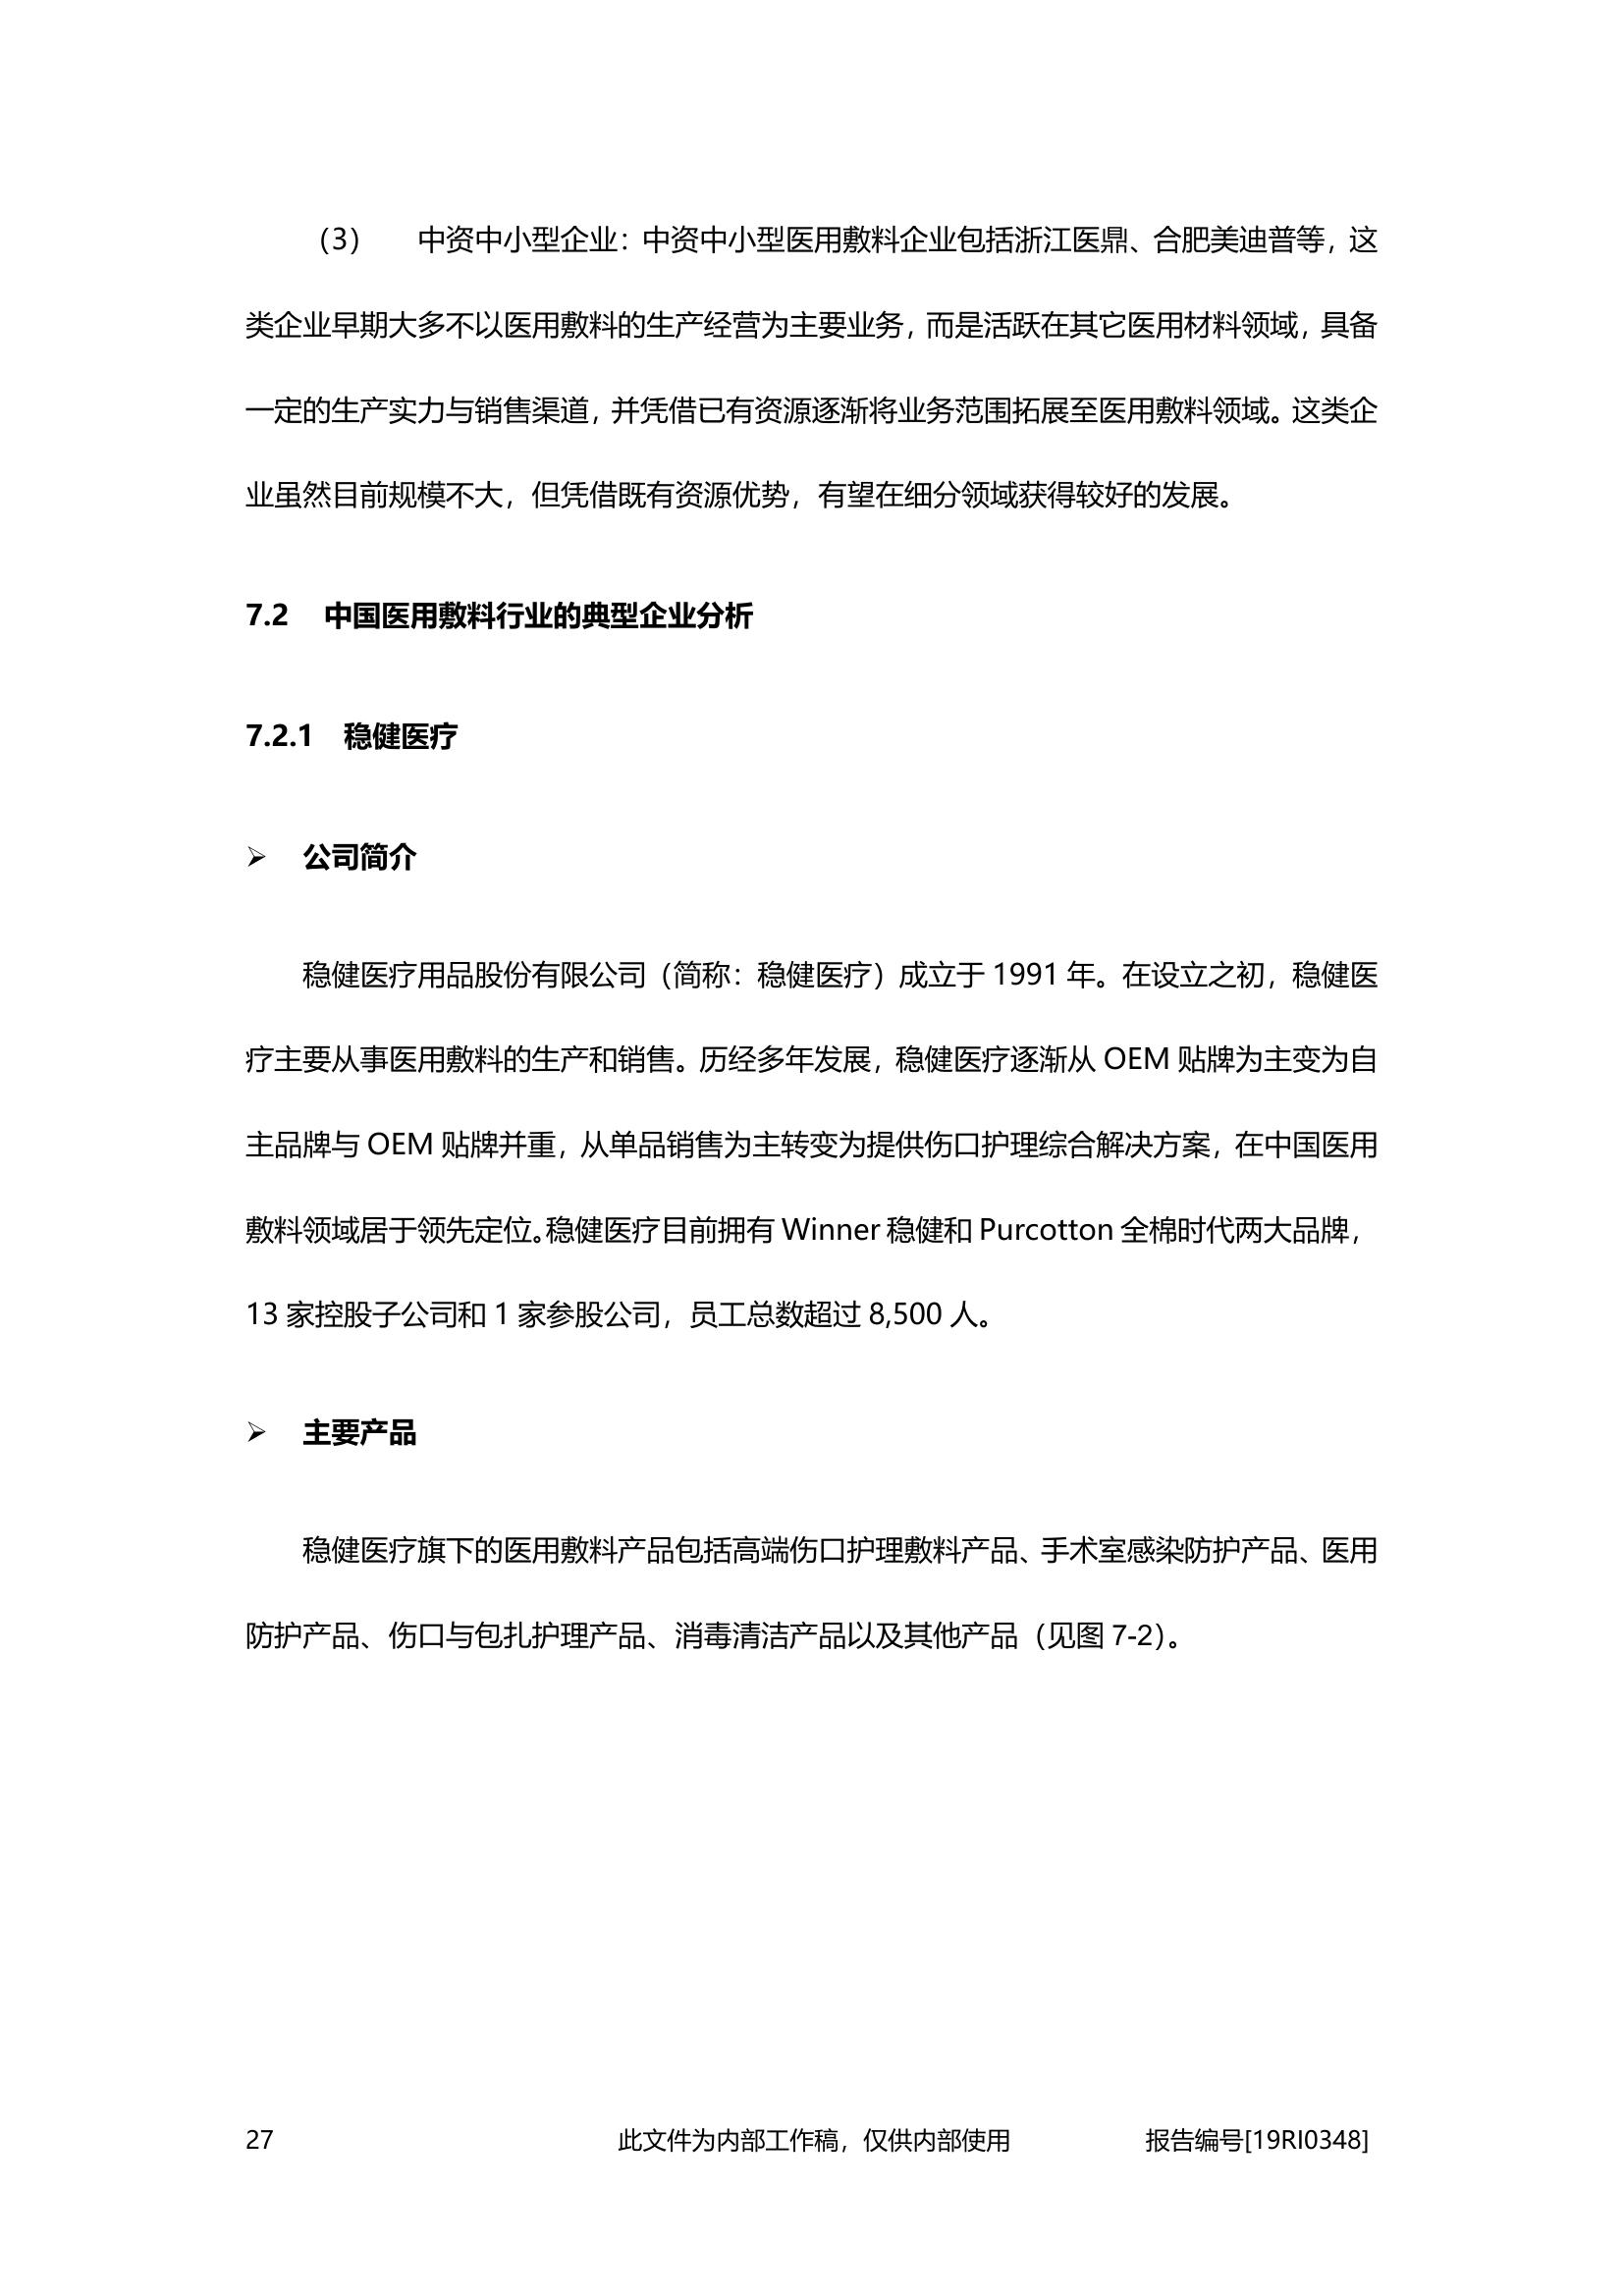 （3） 中资中小型企业：中资中小型医用敷料企业包括浙江医鼎、合肥美迪普等，这
类企业早期大多不以医用敷料的生产经营为主要业务，而是活跃在其它医用材料领域，具备
一定的生产实力与销售渠道，并凭借已有资源逐渐将业务范围拓展至医用敷料领域。这类企
业虽然目前规模不大，但凭借既有资源优势，有望在细分领域获得较好的发展。
7.2 中国医用敷料行业的典型企业分析
7.2.1 稳健医疗
➢ 公司简介
稳健医疗用品股份有限公司（简称：稳健医疗）成立于 1991 年。在设立之初，稳健医
疗主要从事医用敷料的生产和销售。历经多年发展，稳健医疗逐渐从 OEM 贴牌为主变为自
主品牌与 OEM 贴牌并重，从单品销售为主转变为提供伤口护理综合解决方案，在中国医用
敷料领域居于领先定位。稳健医疗目前拥有 Winner 稳健和 Purcotton 全棉时代两大品牌，
13 家控股子公司和 1 家参股公司，员工总数超过 8,500 人。
➢ 主要产品
稳健医疗旗下的医用敷料产品包括高端伤口护理敷料产品、手术室感染防护产品、医用
防护产品、伤口与包扎护理产品、消毒清洁产品以及其他产品（见图 7-2）。
27 此文件为内部工作稿，仅供内部使用 报告编号[19RI0348]